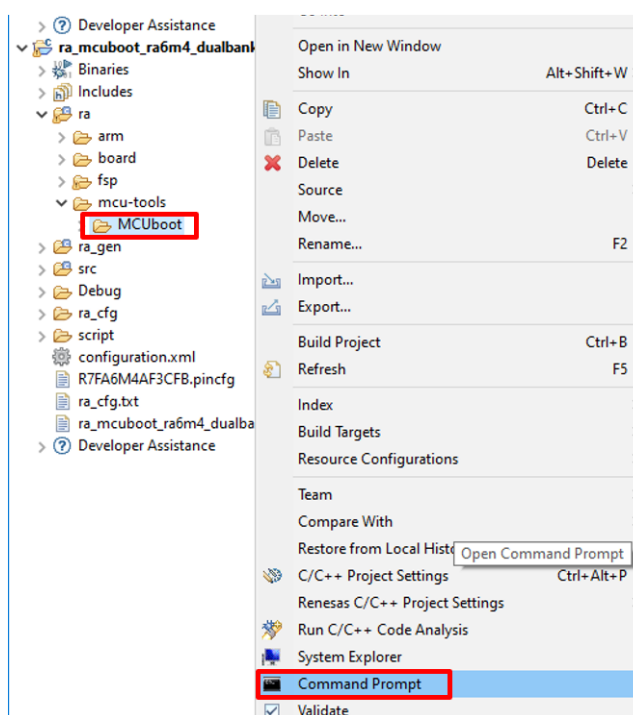 Developer Assistance
ra_mcuboot_ra6m4_dualbank
Binaries
Includes
ra
arm
board
fsp
mcu-tools
MCUboot
ra_gen
src
Debug
ra_cfg
script
configuration.xml
R7FA6M4AF3CFB.pincfg
ra_cfg.txt
ra_mcuboot_ra6m4_dualba
Developer Assistance
Open in New Window
Show In Alt+Shift+W
Copy Ctrl+C
Paste Ctrl+V
Delete Delete
Source
Move...
Rename... F2
Import...
Export...
Build Project Ctrl+B
Refresh F5
Index
Build Targets
Resource Configurations
Team
Compare With
Restore from Local Histo
Open Command Prompt
C/C++ Project Settings Ctrl+Alt+P
Renesas C/C++ Project Settings
Run C/C++ Code Analysis
System Explorer
Command Prompt
Validate